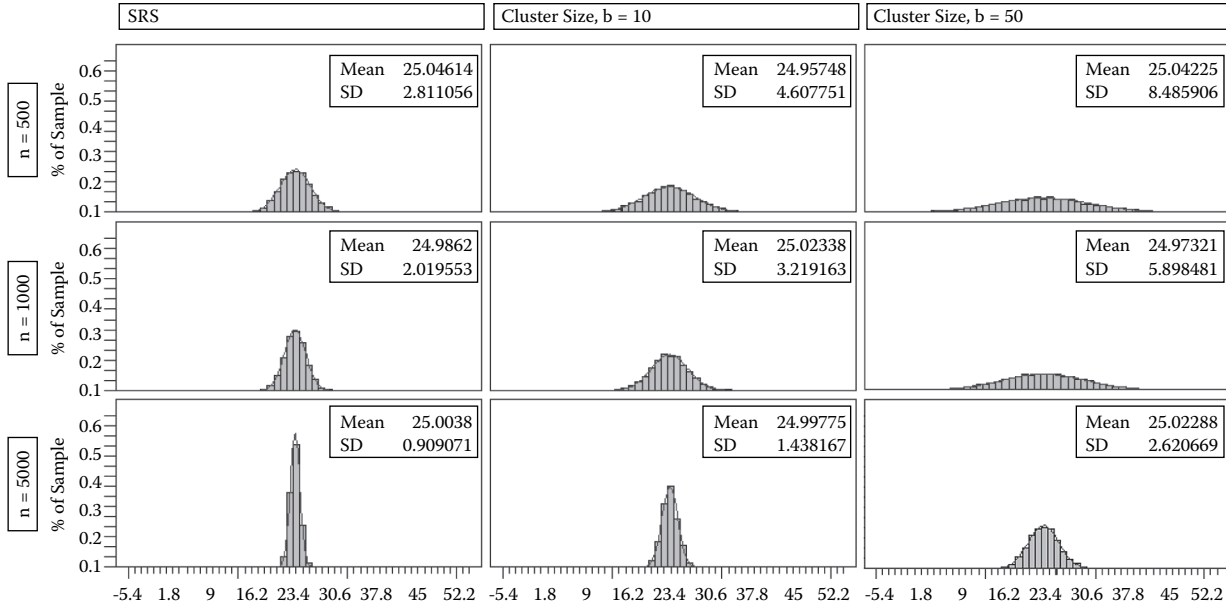 SRS
Cluster Size, b = 10
Cluster Size, b = 50
n = 500
% of Sample
0.6
0.5
0.4
0.3
0.2
0.1
Mean 25.04614
SD 2.811056
Mean 24.95748
SD 4.607751
Mean 25.04225
SD 8.485906
n = 1000
% of Sample
0.6
0.5
0.4
0.3
0.2
0.1
Mean 24.9862
SD 2.019553
Mean 25.02338
SD 3.219163
Mean 24.97321
SD 5.898481
n = 5000
% of Sample
0.6
0.5
0.4
0.3
0.2
0.1
Mean 25.0038
SD 0.909071
Mean 24.99775
SD 1.438167
Mean 25.02288
SD 2.620669
-5.4 1.8 9 16.2 23.4 30.6 37.8 45 52.2
-5.4 1.8 9 16.2 23.4 30.6 37.8 45 52.2
-5.4 1.8 9 16.2 23.4 30.6 37.8 45 52.2